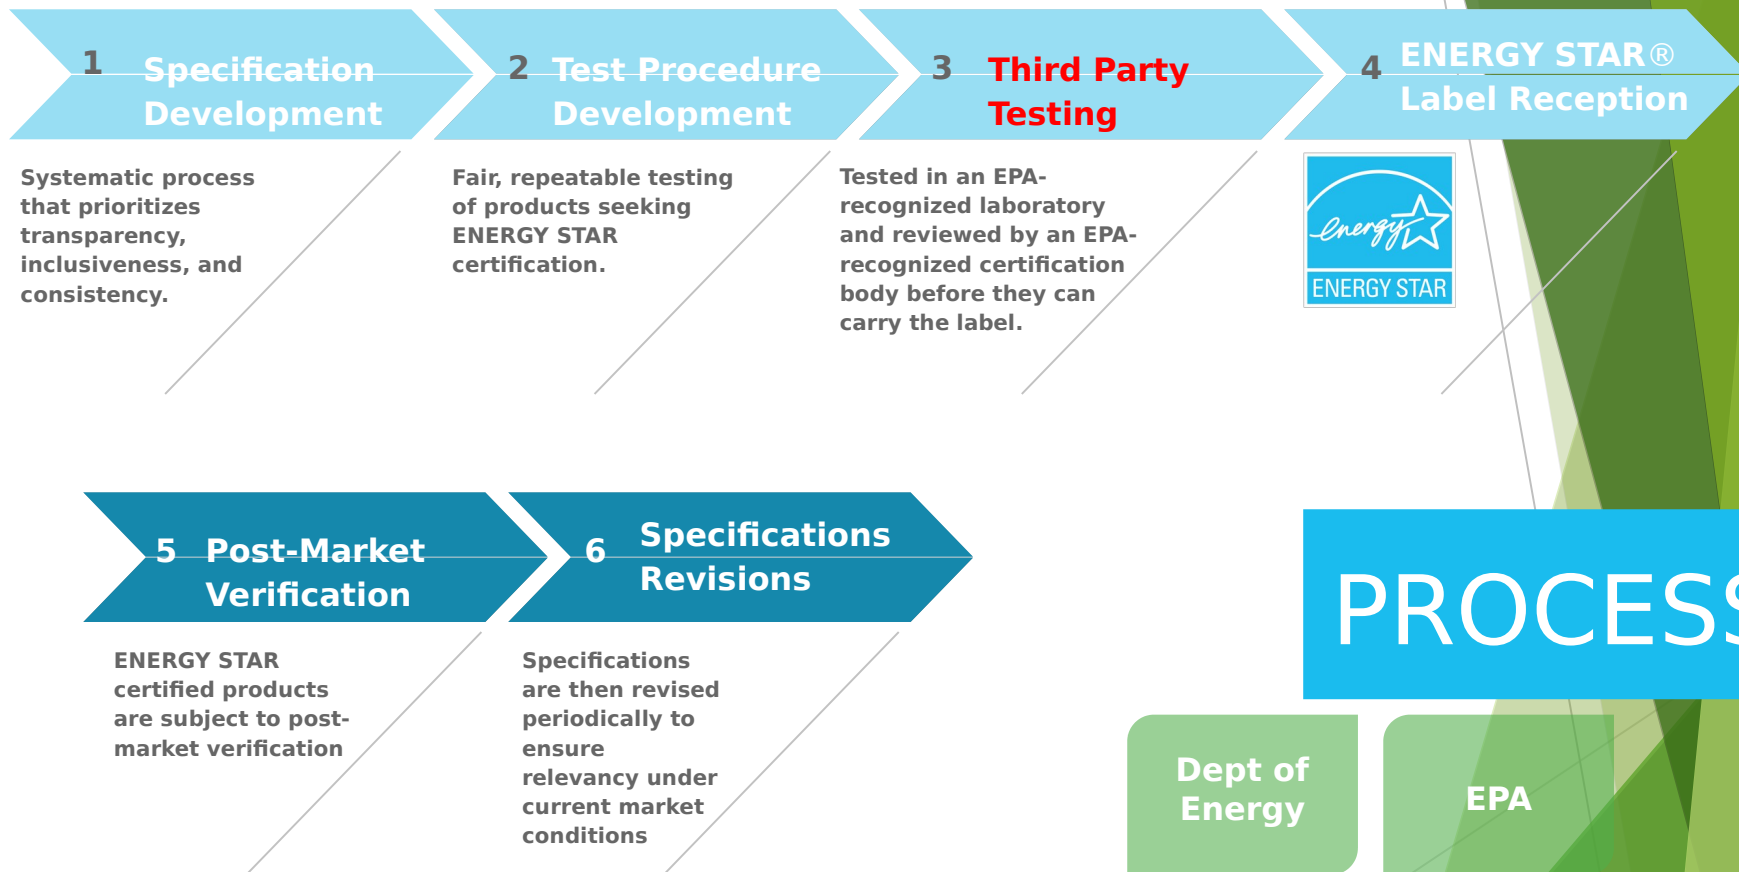 1
Specification
Development
Systematic process
that prioritizes
transparency,
inclusiveness, and
consistency.
2
Test Procedure
Development
Fair, repeatable testing
of products seeking
ENERGY STAR
certification.
3
Third Party
Testing
Tested in an EPA-
recognized laboratory
and reviewed by an EPA-
recognized certification
body before they can
carry the label.
4
ENERGY STAR®
Label Reception
energy
ENERGY STAR
5
Post-Market
Verification
ENERGY STAR
certified products
are subject to post-
market verification
6
Specifications
Revisions
Specifications
are then revised
periodically to
ensure
relevancy under
current market
conditions
PROCESS
Dept of
Energy
EPA